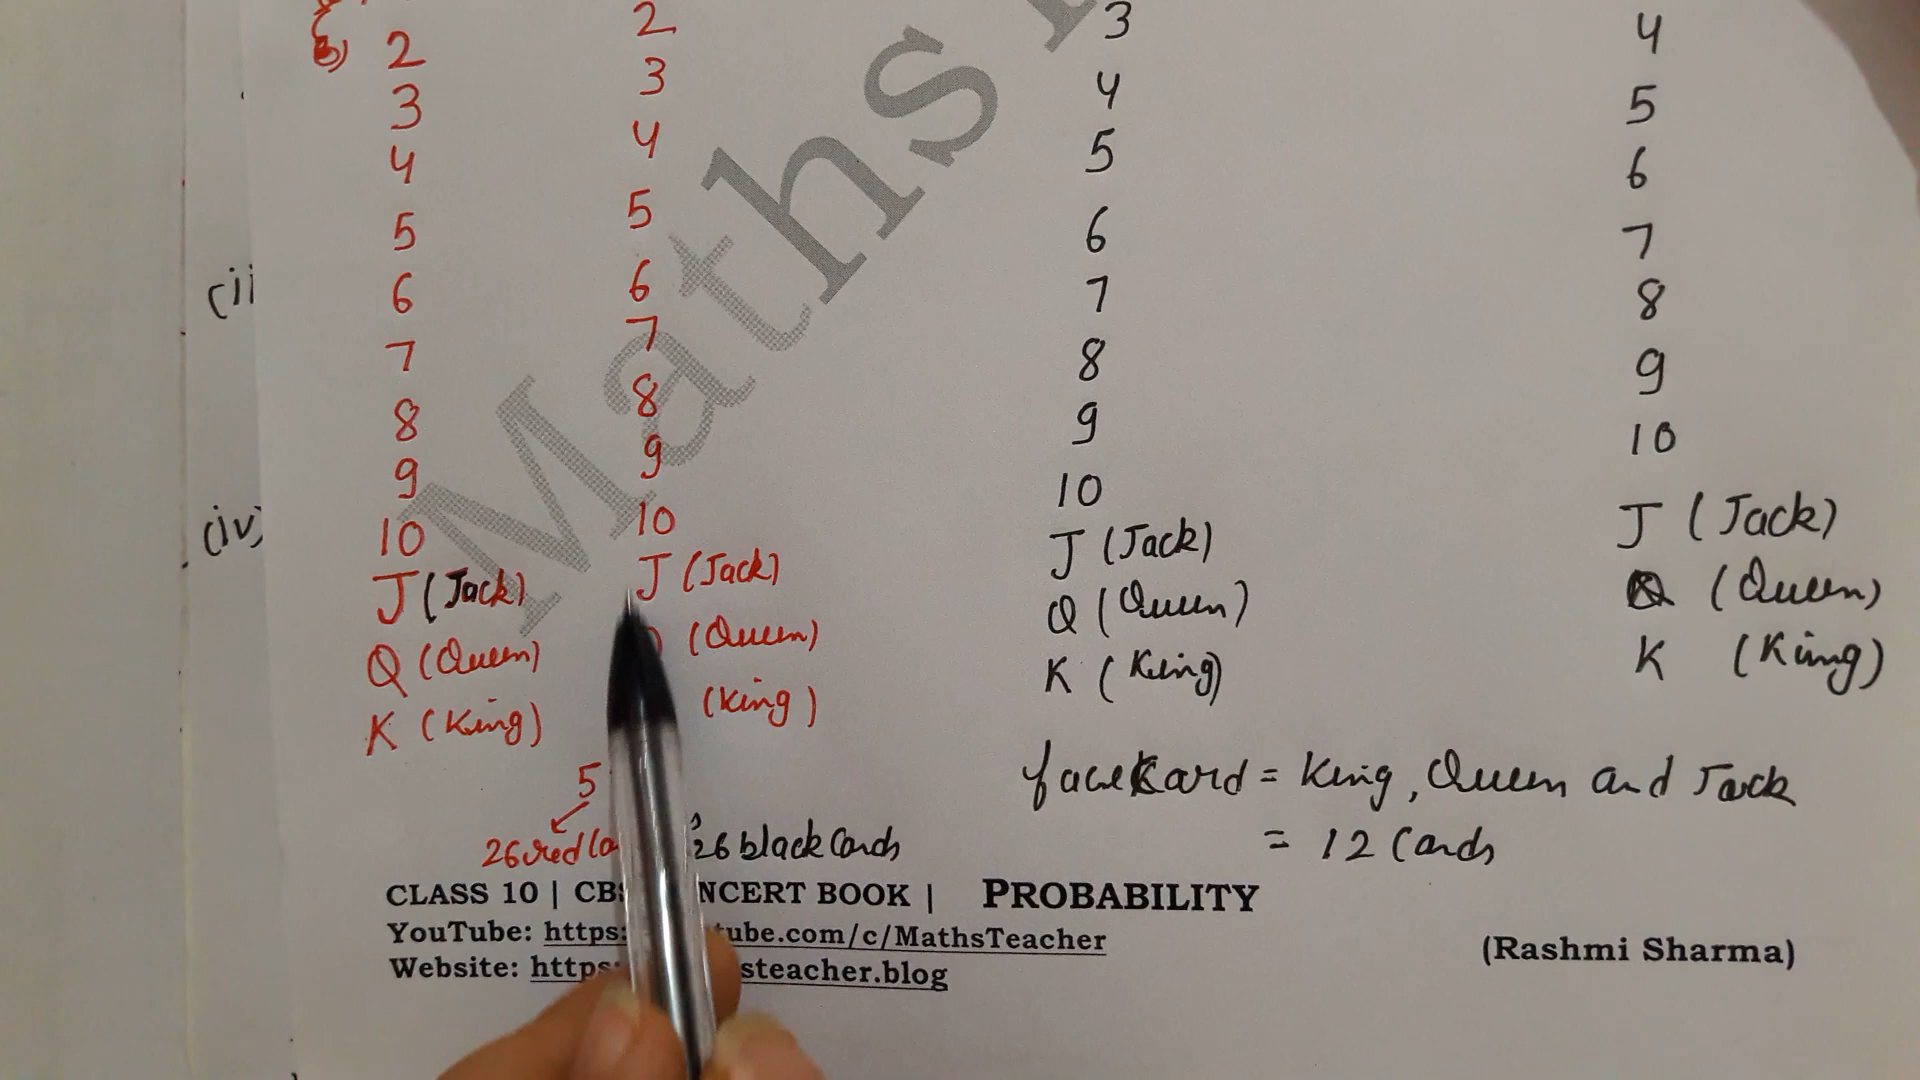 2 2 3 4
3 3 4 5
4 4 5 6
5 5 6 7
6 6 7 8
7 7 8 9
8 8 9 10
9 9 10 J (Jack)
10 10 J (Jack) Q (Queen)
J (Jack) J (Jack) Q (Queen) K (King)
Q (Queen) (Queen) K (King)
K (King) (King)
(ii
(iv)
face Card = King, Queen and Jack
= 12 Cards
5
26 red 26 black Cards
CLASS 10 | NCERT BOOK | PROBABILITY
YouTube: https: tube.com/c/MathsTeacher
Website: https steacher.blog
(Rashmi Sharma)
Maths